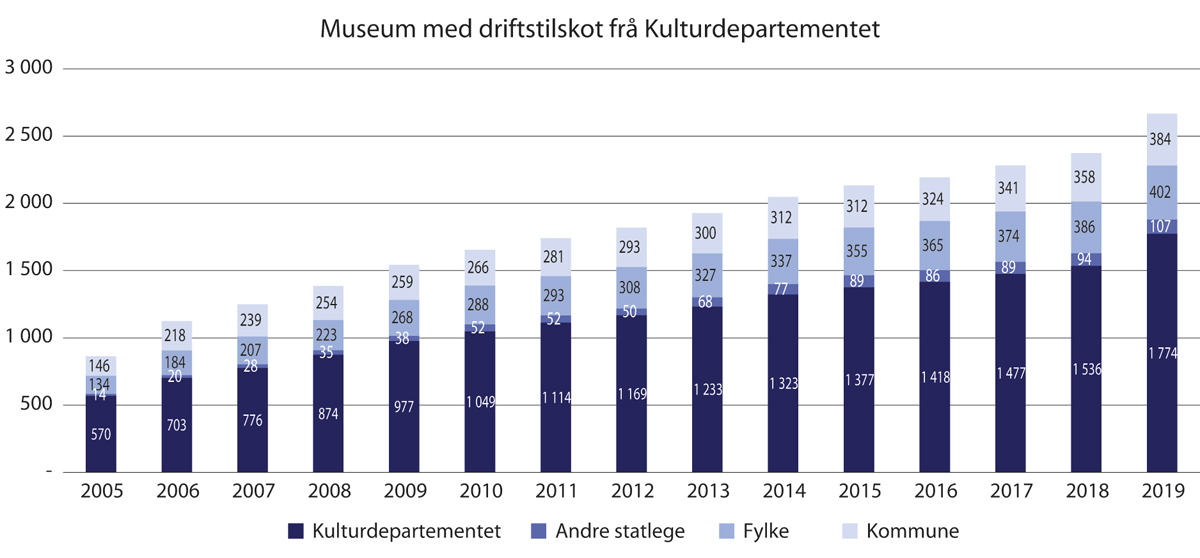 Museum med driftstilskot frå Kulturdepartementet
3 000
2 500
2 000
1 500
1 000
500
-
146 218 239 254 259 266 281 293 300 312 312 324 341 358 384
134 184 207 223 268 288 293 308 327 337 355 365 374 386 402
14 20 28 35 38 52 52 50 68 77 89 86 89 94 107
570 703 776 874 977 1 049 1 114 1 169 1 233 1 323 1 377 1 418 1 477 1 536 1 774
2005 2006 2007 2008 2009 2010 2011 2012 2013 2014 2015 2016 2017 2018 2019
Kulturdepartementet Andre statlege Fylke Kommune